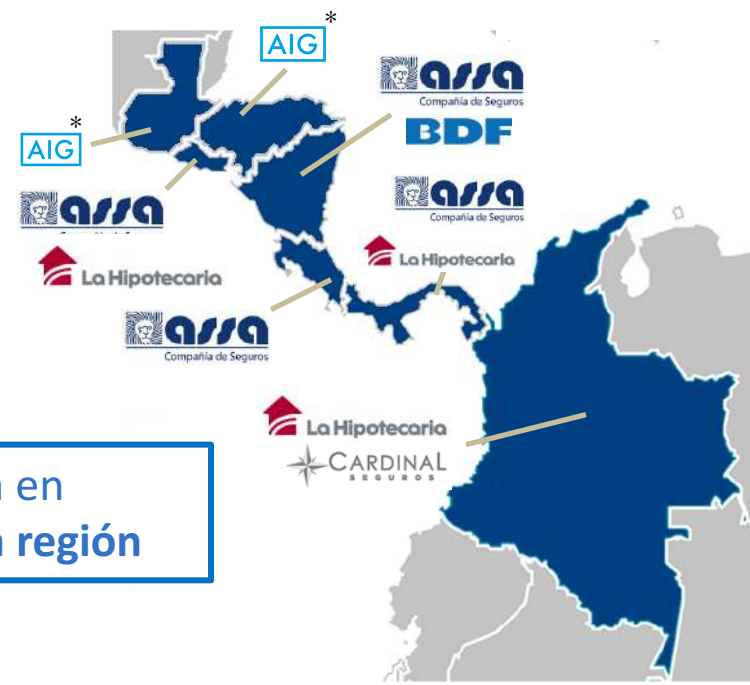 *
AIG
assa
Compañía de Seguros
BDF
*
AIG
assa
assa
Compañía de Seguros
La Hipotecaria
La Hipotecaria
assa
Compañía de Seguros
La Hipotecaria
CARDINAL
SEGUROS
en
región